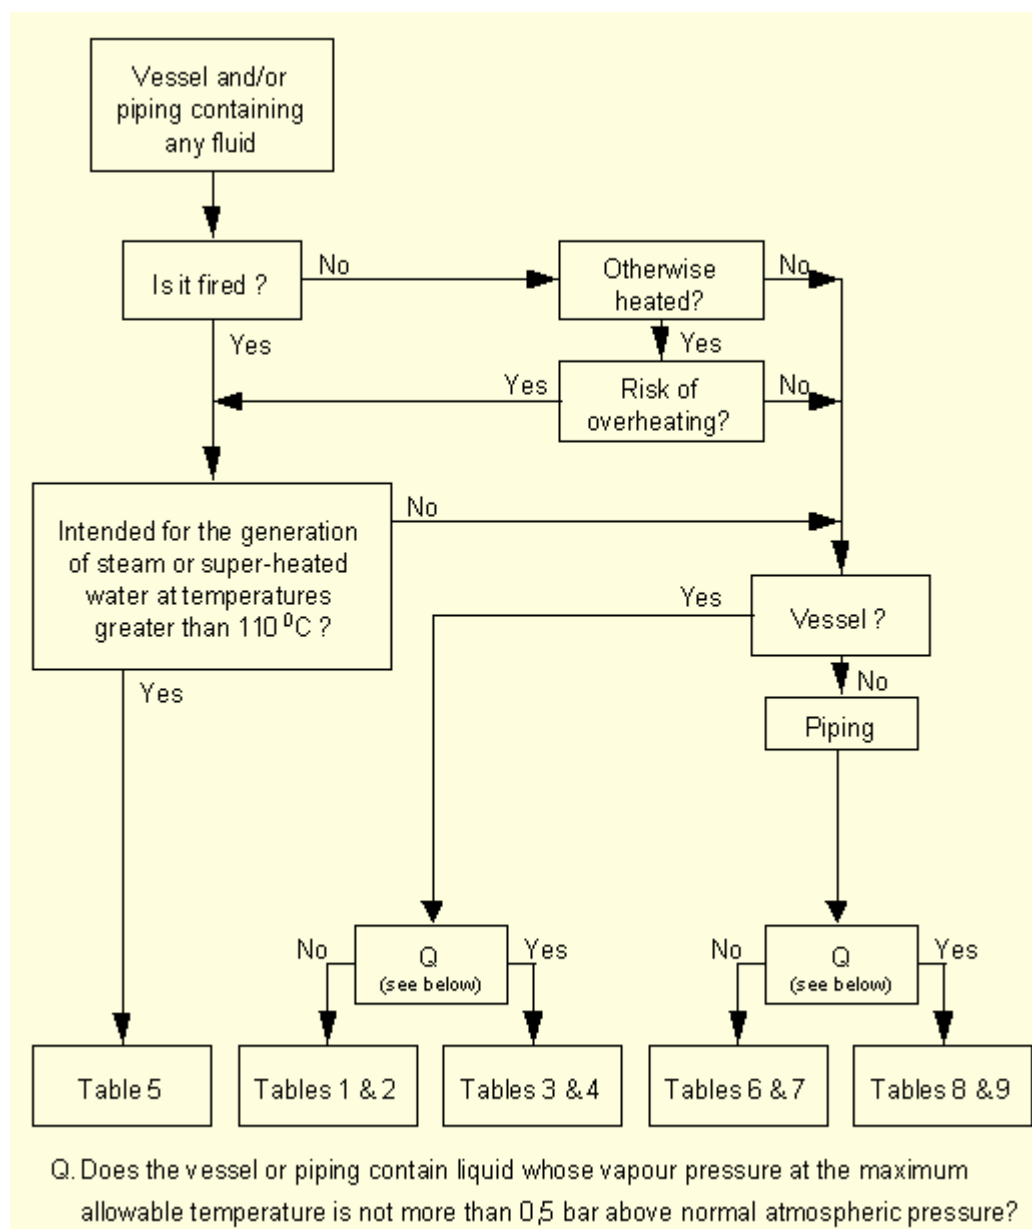 Vessel and/or
piping containing
any fluid
Is it fired ?
No
Otherwise
heated?
No
Yes
Yes
Yes
Risk of
overheating?
No
Intended for the generation
of steam or super-heated
water at temperatures
greater than 110 ⁰C ?
No
Yes
Vessel ?
Yes
No
Piping
No
Q
(see below)
Yes
No
Q
(see below)
Yes
Table 5
Tables 1 & 2
Tables 3 & 4
Tables 6 & 7
Tables 8 & 9
Q. Does the vessel or piping contain liquid whose vapour pressure at the maximum
allowable temperature is not more than 0,5 bar above normal atmospheric pressure?